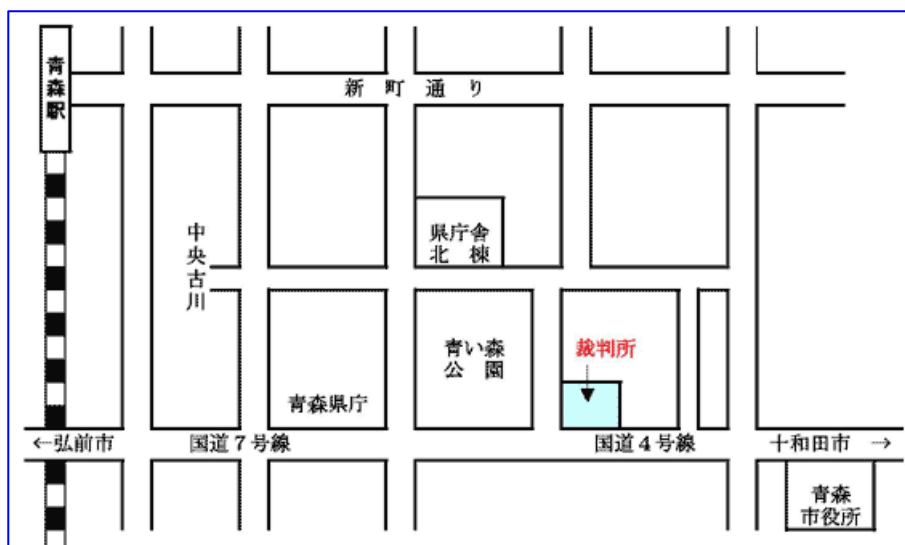 青森駅
新町通り
県庁舎
北棟
中央古川
青い森
公園
裁判所
青森県庁
←弘前市
国道7号線
国道4号線
十和田市 →
青森
市役所